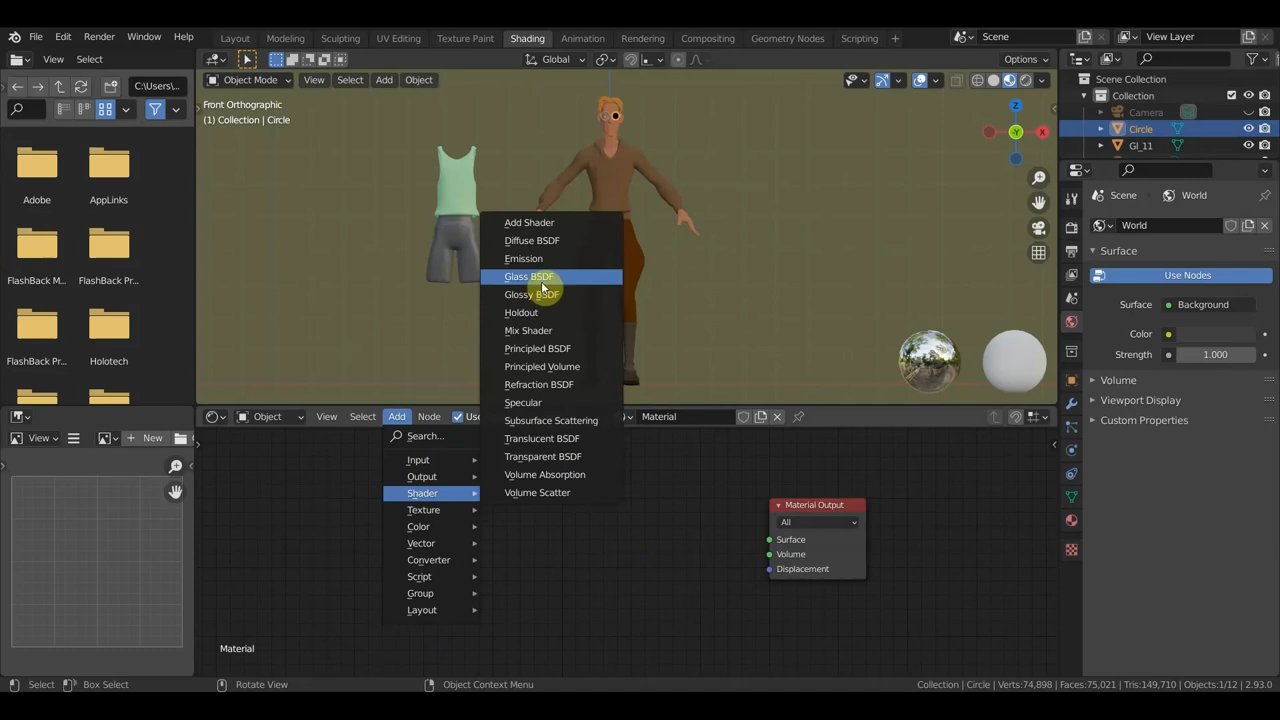 File Edit Render Window Help
Layout Modeling Sculpting UV Editing Texture Paint Shading Animation Rendering Compositing Geometry Nodes Scripting
Scene View Layer
View Select
Global
Options
C:\Users\...
Object Mode View Select Add Object
Front Orthographic
(1) Collection | Circle
Z
-Y
X
Scene Collection
Collection
Camera
Circle
Gl_11
Adobe
AppLinks
FlashBack M...
FlashBack Pr...
FlashBack Pr...
Holotech
Scene World
World
Surface
Use Nodes
Surface Background
Color
Strength 1.000
Volume
Viewport Display
Custom Properties
Add Shader
Diffuse BSDF
Emission
Glass BSDF
Glossy BSDF
Holdout
Mix Shader
Principled BSDF
Principled Volume
Refraction BSDF
Specular
Subsurface Scattering
Translucent BSDF
Transparent BSDF
Volume Absorption
Volume Scatter
Object View Select Add Node Use
Material
View New
Search...
Input
Output
Shader
Texture
Color
Vector
Converter
Script
Group
Layout
Material Output
All
Surface
Volume
Displacement
Material
Select Box Select Rotate View Object Context Menu
Collection | Circle | Verts:74,898 | Faces:75,021 | Tris:149,710 | Objects:1/12 | 2.93.0